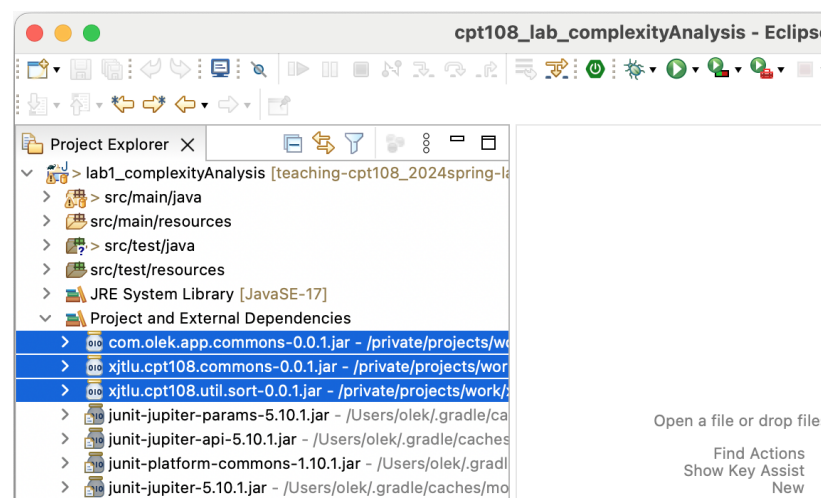 cpt108_lab_complexityAnalysis - Eclips
Project Explorer
> lab1_complexityAnalysis [teaching-cpt108_2024spring-la
> src/main/java
src/main/resources
> src/test/java
src/test/resources
JRE System Library [JavaSE-17]
Project and External Dependencies
com.olek.app.commons-0.0.1.jar - /private/projects/wo
xjtlu.cpt108.commons-0.0.1.jar - /private/projects/wor
xjtlu.cpt108.util.sort-0.0.1.jar - /private/projects/work/x
junit-jupiter-params-5.10.1.jar - /Users/olek/.gradle/ca
junit-jupiter-api-5.10.1.jar - /Users/olek/.gradle/caches
junit-platform-commons-1.10.1.jar - /Users/olek/.gradl
junit-jupiter-5.10.1.jar - /Users/olek/.gradle/caches/mo
Open a file or drop file
Find Actions
Show Key Assist
New